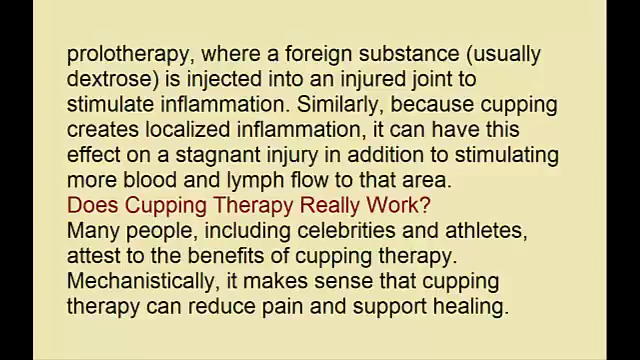 prolotherapy, where a foreign substance (usually
dextrose) is injected into an injured joint to
stimulate inflammation. Similarly, because cupping
creates localized inflammation, it can have this
effect on a stagnant injury in addition to stimulating
more blood and lymph flow to that area.
Does Cupping Therapy Really Work?
Many people, including celebrities and athletes,
attest to the benefits of cupping therapy.
Mechanistically, it makes sense that cupping
therapy can reduce pain and support healing.